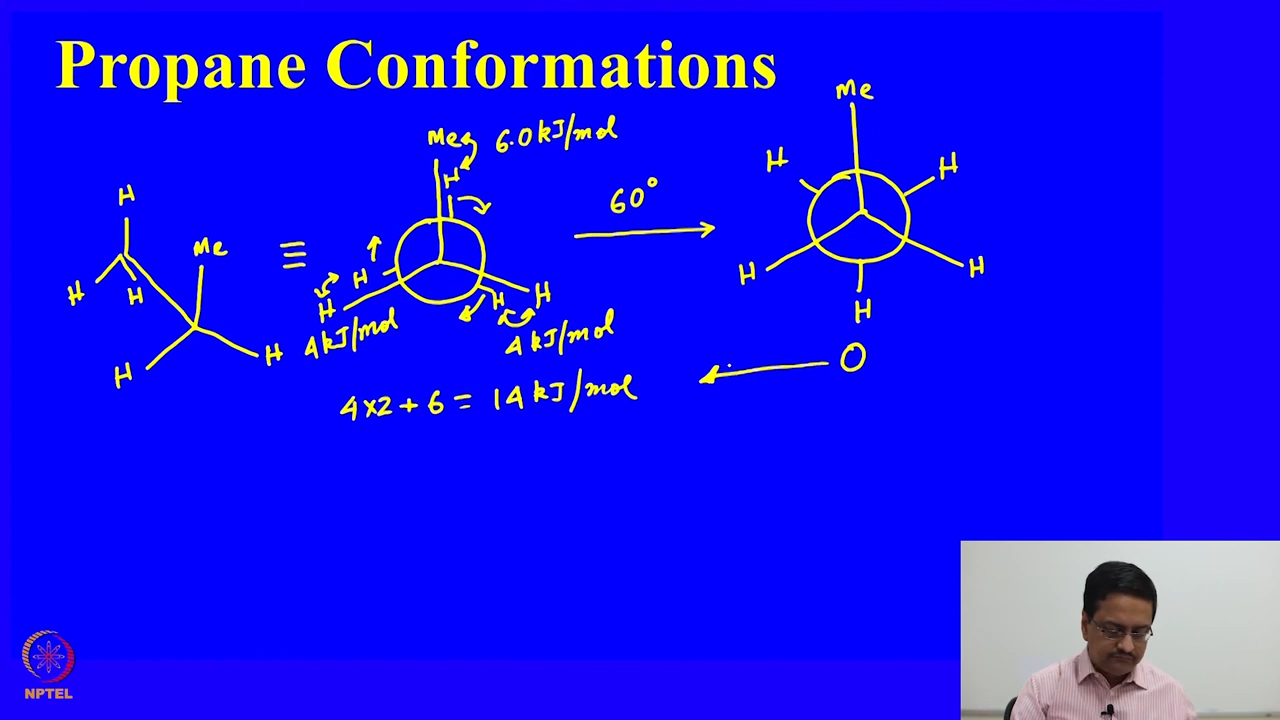 Propane Conformations
H
H
H
Me
H
H
≡
Me
6.0 kJ/mol
H
H
H
4 kJ/mol
H
H
4 kJ/mol
60°
Me
H
H
H
H
H
O
4x2 + 6 = 14 kJ/mol
NPTEL